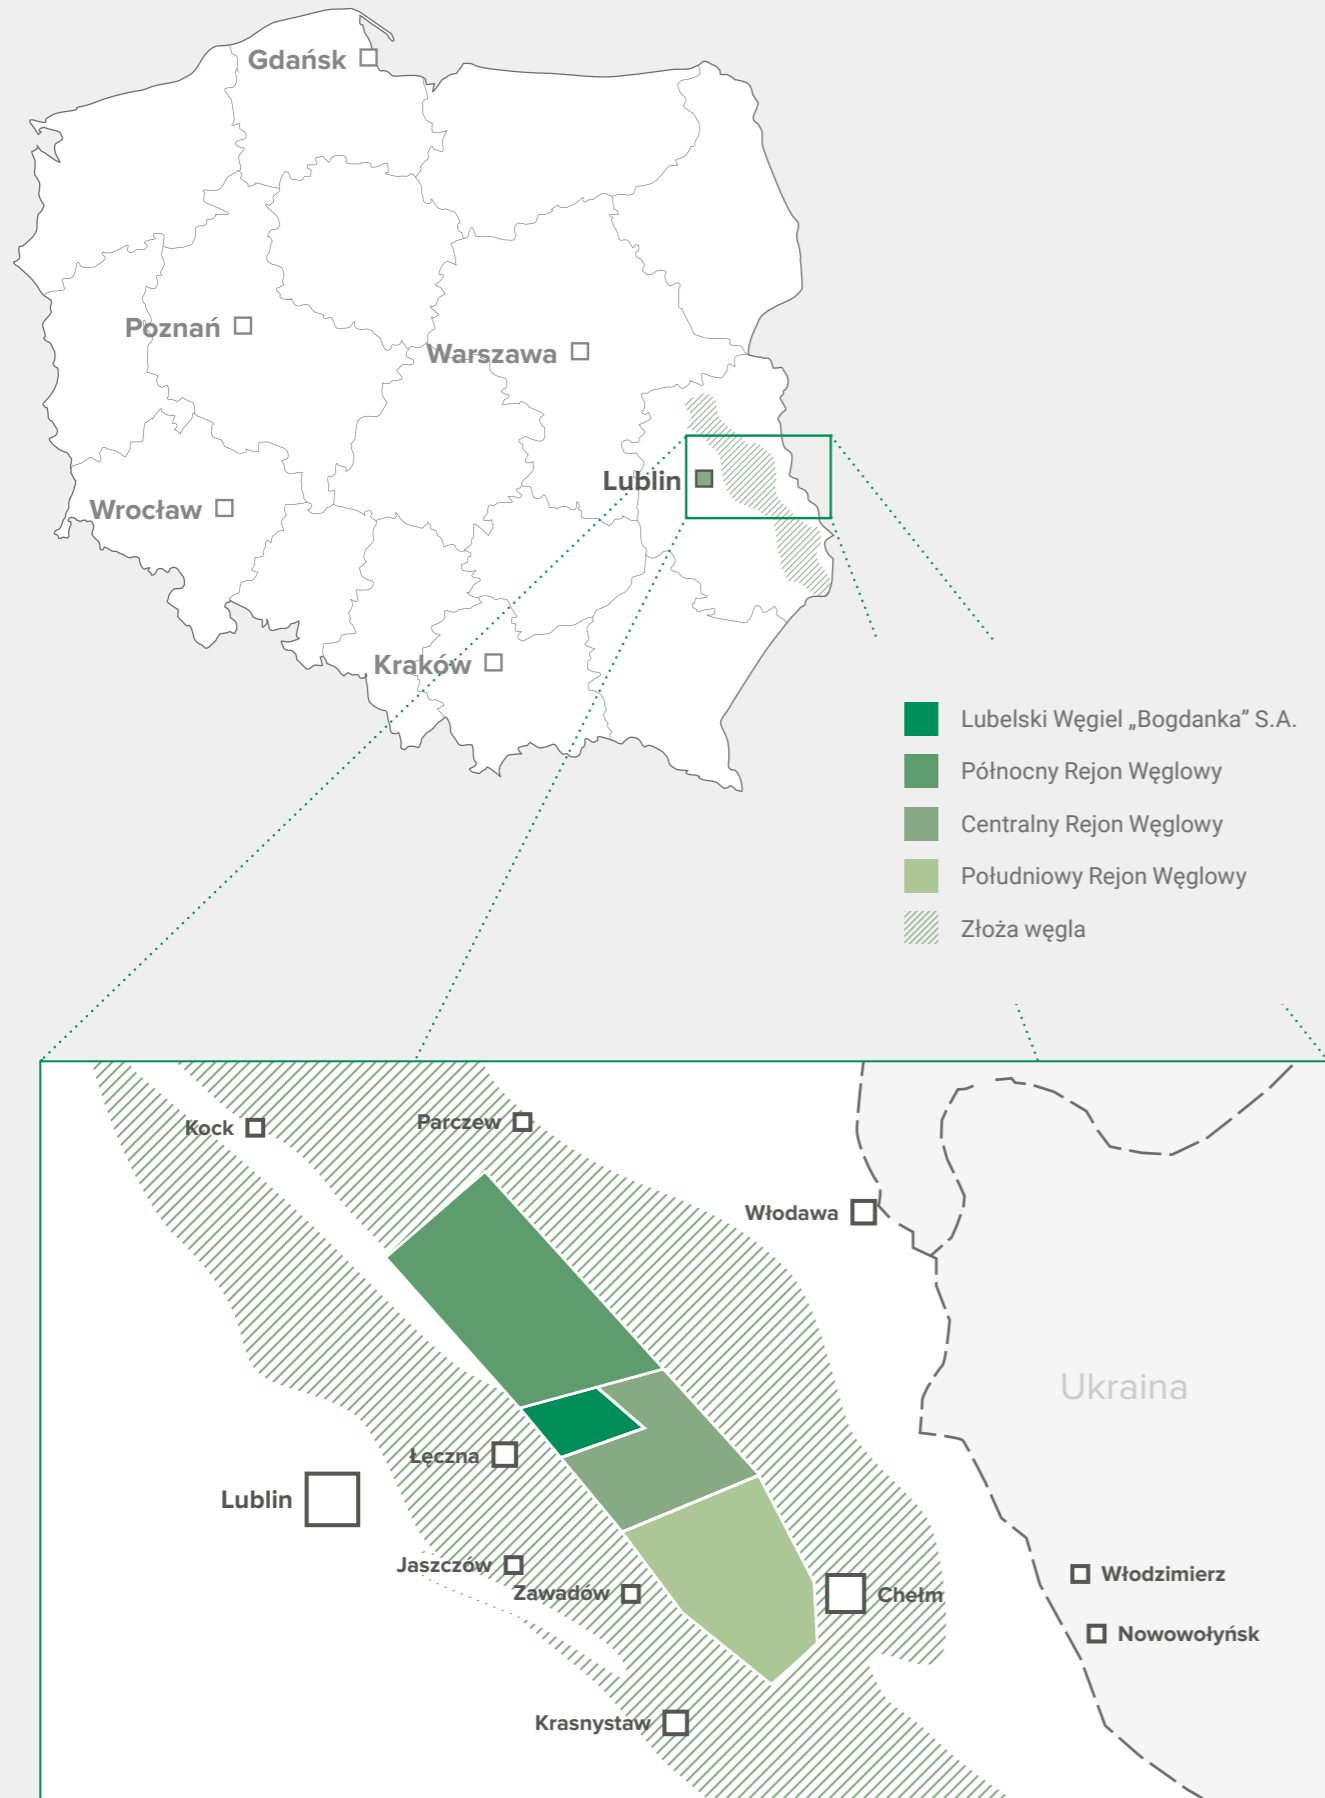 Gdańsk
Poznań
Warszawa
Lublin
Wrocław
Kraków
Lubelski Węgiel „Bogdanka” S.A.
Północny Rejon Węglowy
Centralny Rejon Węglowy
Południowy Rejon Węglowy
Złoża węgla
Kock
Parczew
Włodawa
Ukraina
Łęczna
Lublin
Jaszczów
Zawadów
Chełm
Włodzimierz
Nowowołyńsk
Krasnystaw